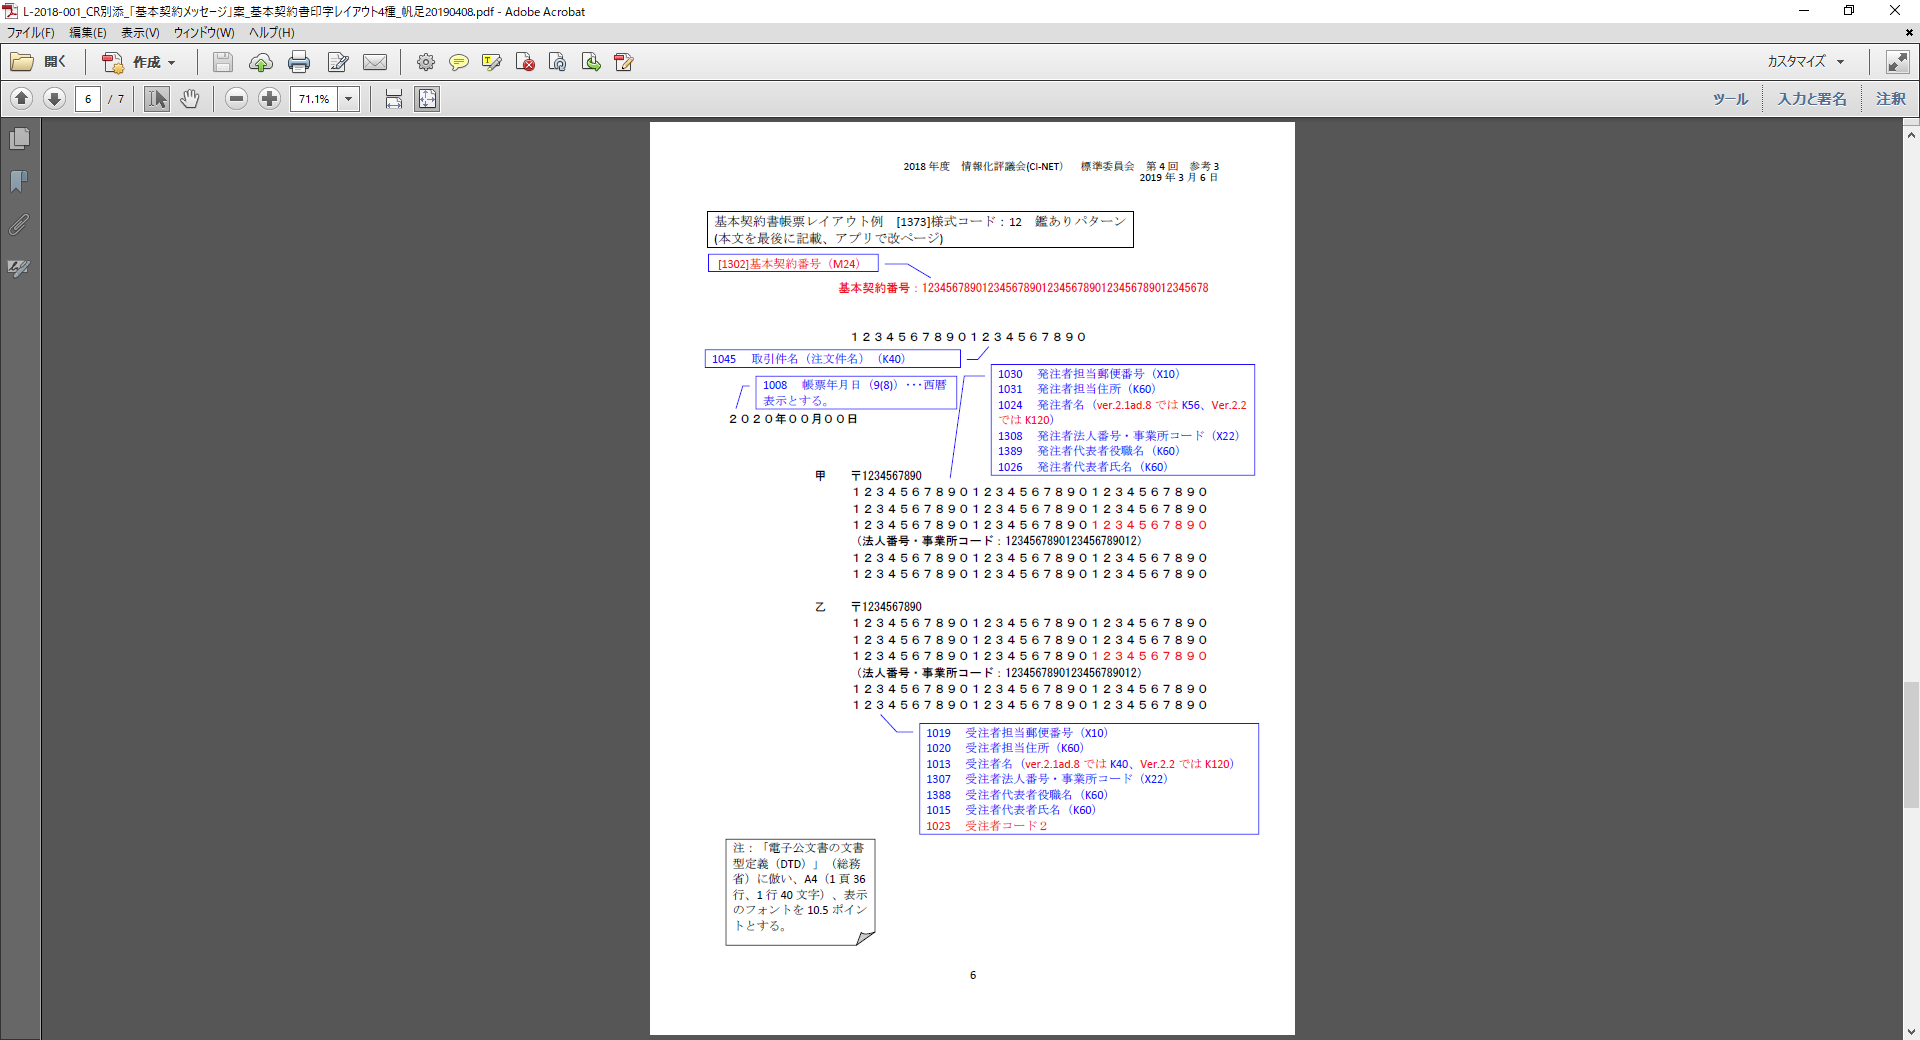 L-2018-001_CR別添_「基本契約メッセージ」案_基本契約書印字レイアウト4種_帆足20190408.pdf - Adobe Acrobat
ファイル(F) 編集(E) 表示(V) ウィンドウ(W) ヘルプ(H)
開く 作成 カスタマイズ
6 / 7 71.1% ツール 入力と署名 注釈
2018 年度 情報化評議会(CI-NET) 標準委員会 第 4 回 参考 3
2019 年 3 月 6 日
基本契約書帳票レイアウト例 [1373]様式コード：12 鑑ありパターン
(本文を最後に記載、アプリで改ページ)
[1302]基本契約番号（M24）
基本契約番号：123456789012345678901234567890123456789012345678
１２３４５６７８９０１２３４５６７８９０
1045 取引件名（注文件名）（K40）
1008 帳票年月日（9(8)）・・・西暦
表示とする。
２０２０年００月００日
1030 発注者担当郵便番号（X10）
1031 発注者担当住所（K60）
1024 発注者名（ver.2.1ad.8 では K56、Ver.2.2
では K120）
1308 発注者法人番号・事業所コード（X22）
1389 発注者代表者役職名（K60）
1026 発注者代表者氏名（K60）
甲 〒1234567890
１２３４５６７８９０１２３４５６７８９０１２３４５６７８９０
１２３４５６７８９０１２３４５６７８９０１２３４５６７８９０
１２３４５６７８９０１２３４５６７８９０１２３４５６７８９０
（法人番号・事業所コード：1234567890123456789012）
１２３４５６７８９０１２３４５６７８９０１２３４５６７８９０
１２３４５６７８９０１２３４５６７８９０１２３４５６７８９０
乙 〒1234567890
１２３４５６７８９０１２３４５６７８９０１２３４５６７８９０
１２３４５６７８９０１２３４５６７８９０１２３４５６７８９０
１２３４５６７８９０１２３４５６７８９０１２３４５６７８９０
（法人番号・事業所コード：1234567890123456789012）
１２３４５６７８９０１２３４５６７８９０１２３４５６７８９０
１２３４５６７８９０１２３４５６７８９０１２３４５６７８９０
1019 受注者担当郵便番号（X10）
1020 受注者担当住所（K60）
1013 受注者名（ver.2.1ad.8 では K40、Ver.2.2 では K120）
1307 受注者法人番号・事業所コード（X22）
1388 受注者代表者役職名（K60）
1015 受注者代表者氏名（K60）
1023 受注者コード２
注：「電子公文書の文書
型定義（DTD）」（総務
省）に倣い、A4（1 頁 36
行、1 行 40 文字）、表示
のフォントを 10.5 ポイン
トとする。
6